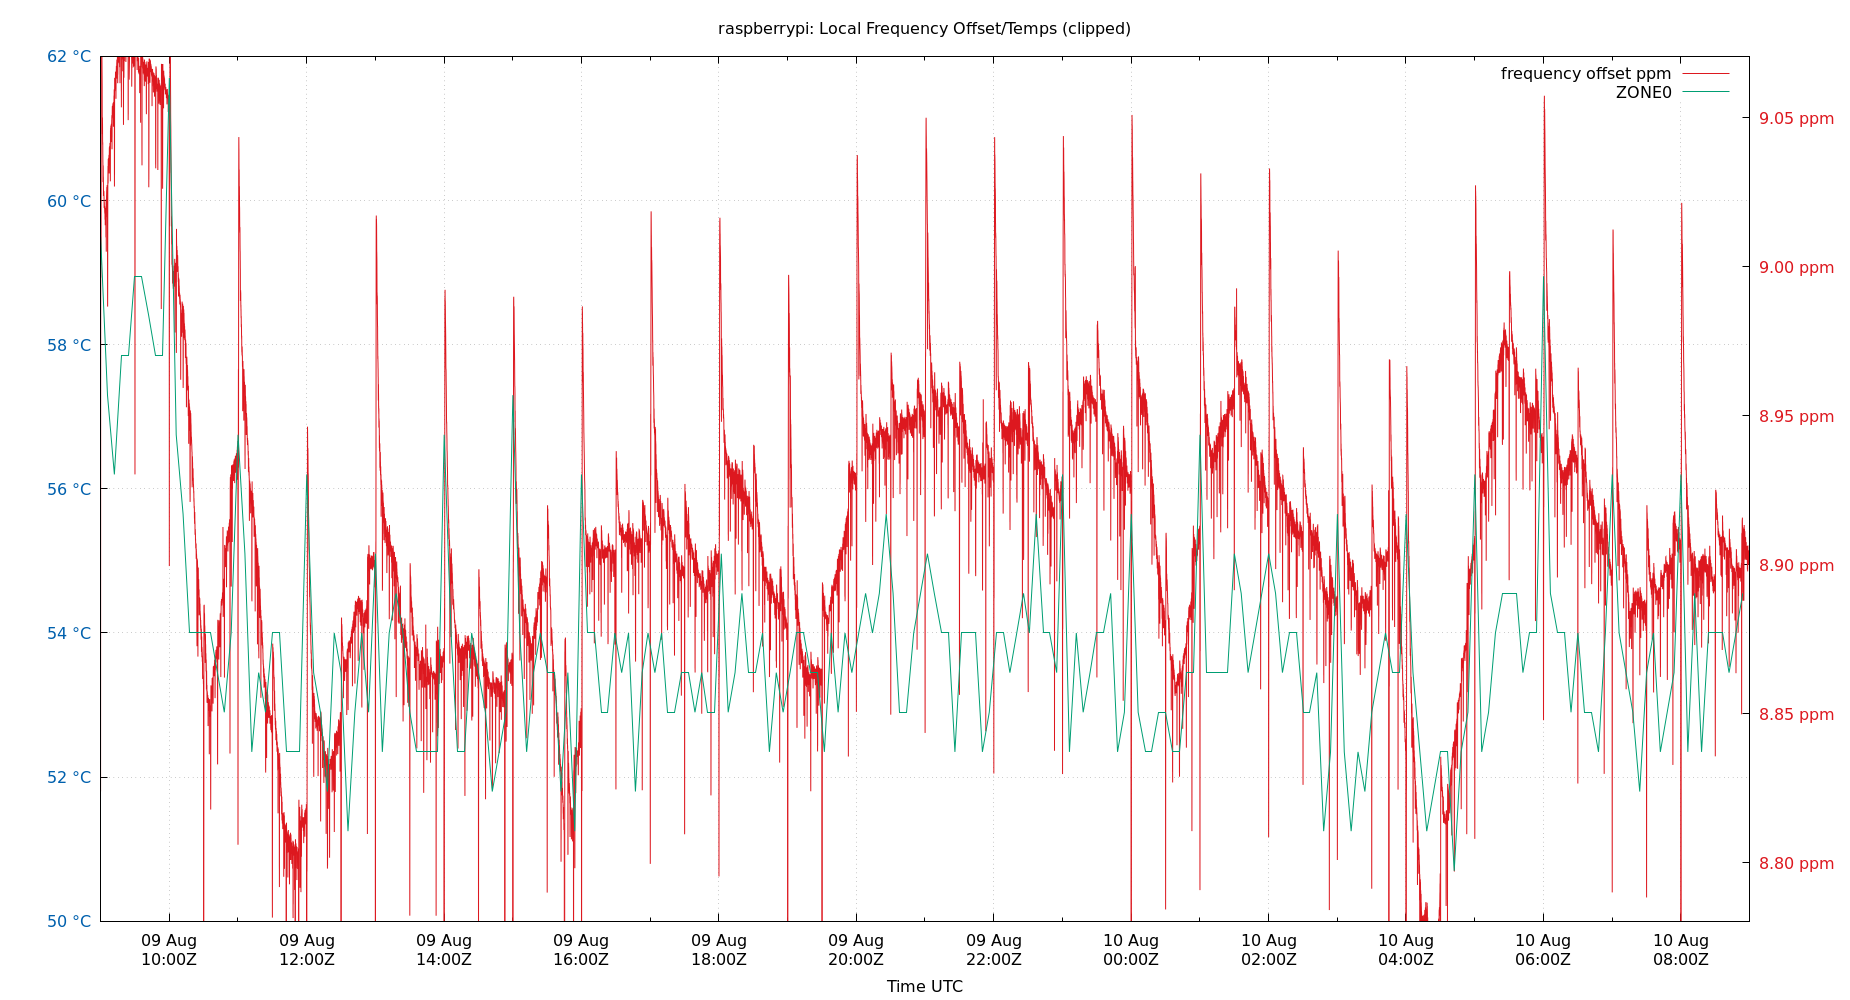 raspberrypi: Local Frequency Offset/Temps (clipped)
frequency offset ppm
ZONE0
62 °C
60 °C
58 °C
56 °C
54 °C
52 °C
50 °C
9.05 ppm
9.00 ppm
8.95 ppm
8.90 ppm
8.85 ppm
8.80 ppm
09 Aug 09 Aug 09 Aug 09 Aug 09 Aug 09 Aug 09 Aug 10 Aug 10 Aug 10 Aug 10 Aug 10 Aug
10:00Z 12:00Z 14:00Z 16:00Z 18:00Z 20:00Z 22:00Z 00:00Z 02:00Z 04:00Z 06:00Z 08:00Z
Time UTC